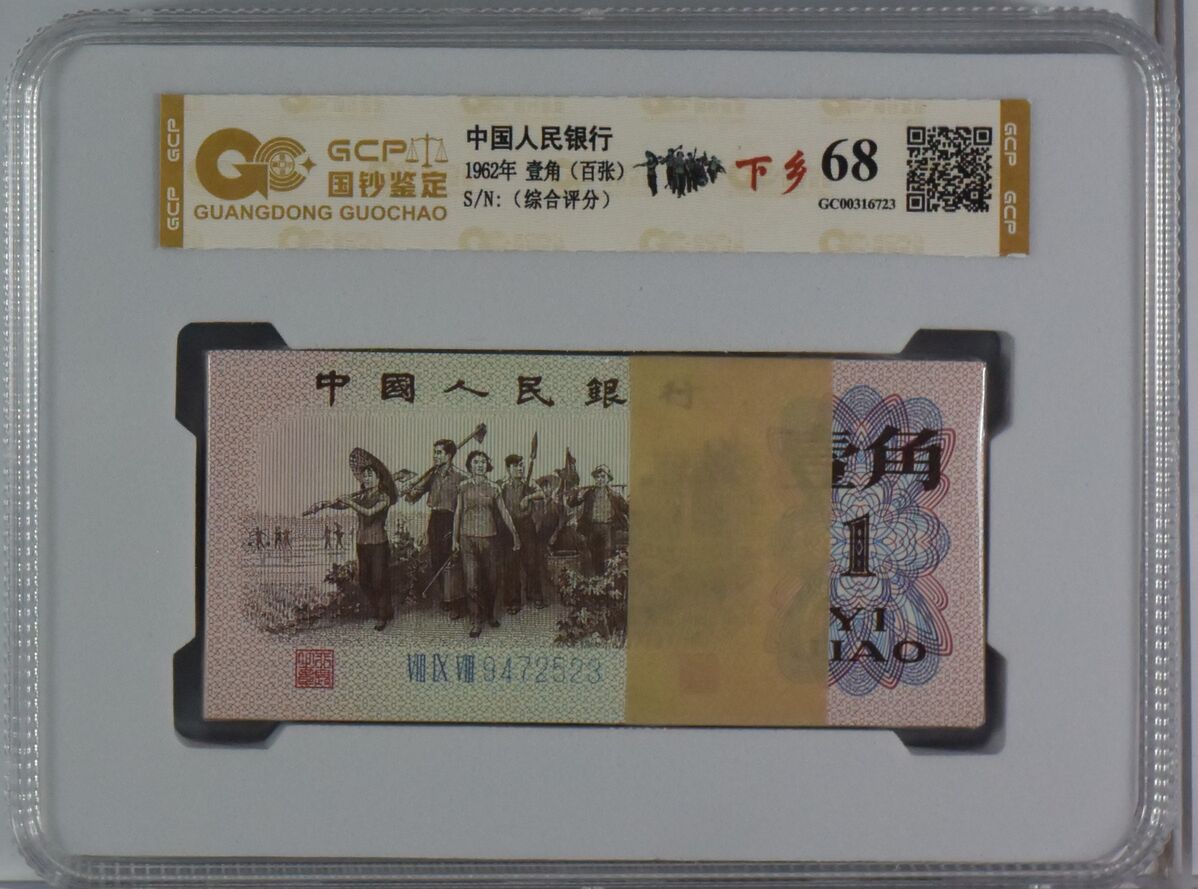 GCP
GCP
GCP
国钞鉴定
GUANGDONG GUOCHAO
中国人民银行
1962年 壹角（百张）
S/N:（综合评分）
下乡
68
GC00316723
GCP
GCP
中國人民銀行
壹角
1
YI
JIAO
VIII IX VIII 9472523